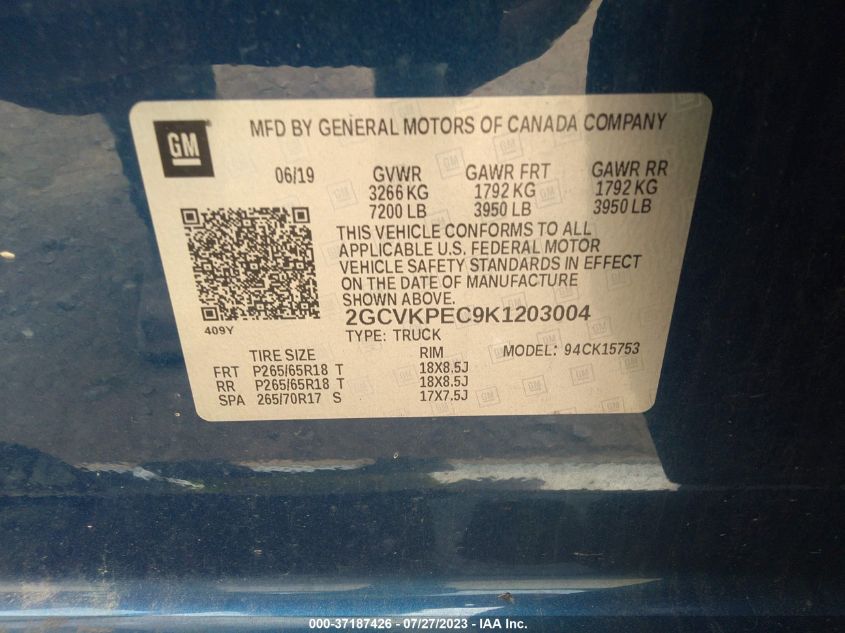 GM
MFD BY GENERAL MOTORS OF CANADA COMPANY
06/19 GVWR GAWR FRT GAWR RR
3266 KG 1792 KG 1792 KG
7200 LB 3950 LB 3950 LB
THIS VEHICLE CONFORMS TO ALL
APPLICABLE U.S. FEDERAL MOTOR
VEHICLE SAFETY STANDARDS IN EFFECT
ON THE DATE OF MANUFACTURE
SHOWN ABOVE.
409Y
2GCVKPEC9K1203004
TYPE: TRUCK
MODEL: 94CK15753
TIRE SIZE RIM
FRT P265/65R18 T 18X8.5J
RR P265/65R18 T 18X8.5J
SPA 265/70R17 S 17X7.5J
000-37187426 - 07/27/2023 - IAA Inc.